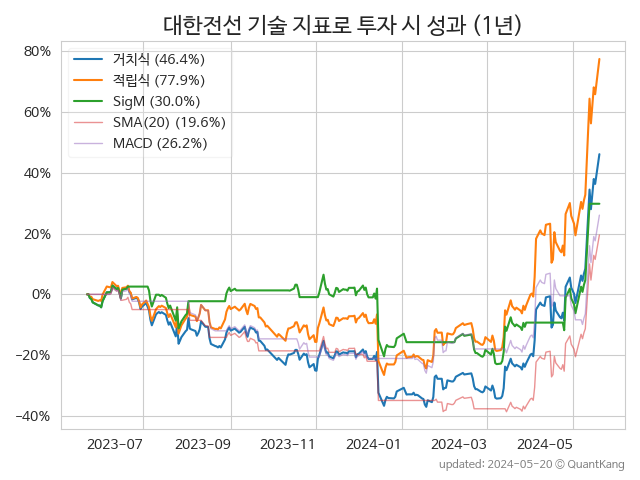 대한전선 기술 지표로 투자 시 성과 (1년)
80%
60%
40%
20%
0%
−20%
−40%
거치식 (46.4%)
적립식 (77.9%)
SigM (30.0%)
SMA(20) (19.6%)
MACD (26.2%)
2023-07
2023-09
2023-11
2024-01
2024-03
2024-05
updated: 2024-05-20 © QuantKang